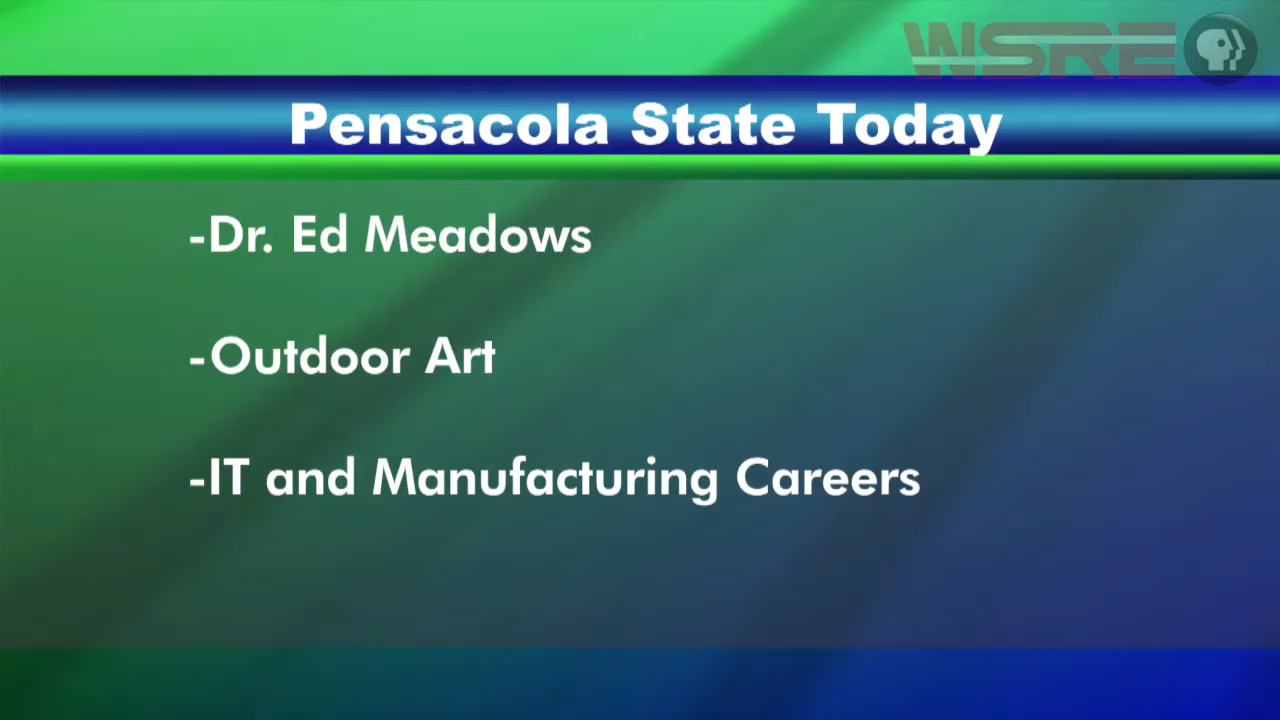 WSRE
Pensacola State Today
-Dr. Ed Meadows
-Outdoor Art
-IT and Manufacturing Careers